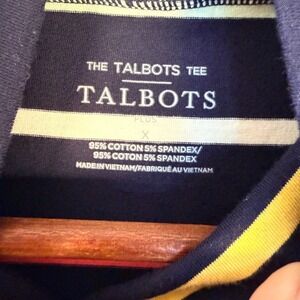 THE TALBOTS TEE
TALBOTS
PLUS
X
95% COTTON 5% SPANDEX/
95% COTON 5% SPANDEX
MADE IN VIETNAM/FABRIQUÉ AU VIETNAM